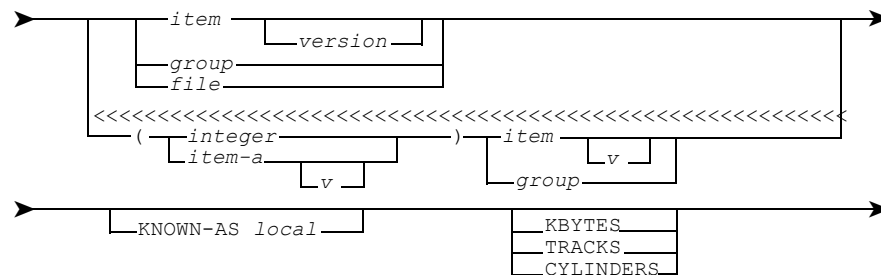 item
version
group
file
<<<<<<<<<<<<<<<<<<<<<<<<<<<<<<<<<<<<<<<<<<<<<<<<<<<<<<<<<<<
( integer ) item
item-a v
v group
KNOWN-AS local KBYTES
TRACKS
CYLINDERS